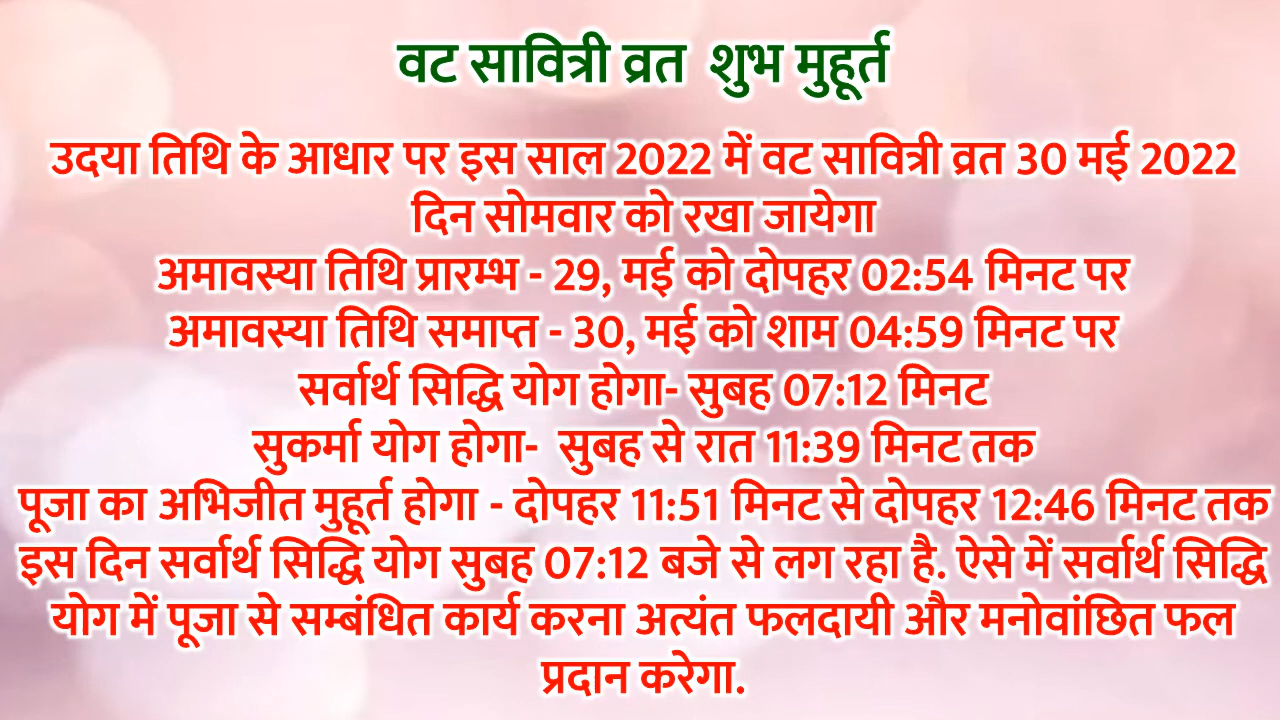 वट सावित्री व्रत शुभ मुहूर्त
उदया तिथि के आधार पर इस साल 2022 में वट सावित्री व्रत 30 मई 2022
दिन सोमवार को रखा जायेगा
अमावस्या तिथि प्रारम्भ - 29, मई को दोपहर 02:54 मिनट पर
अमावस्या तिथि समाप्त - 30, मई को शाम 04:59 मिनट पर
सर्वार्थ सिद्धि योग होगा- सुबह 07:12 मिनट
सुकर्मा योग होगा- सुबह से रात 11:39 मिनट तक
पूजा का अभिजीत मुहूर्त होगा - दोपहर 11:51 मिनट से दोपहर 12:46 मिनट तक
इस दिन सर्वार्थ सिद्धि योग सुबह 07:12 बजे से लग रहा है. ऐसे में सर्वार्थ सिद्धि
योग में पूजा से सम्बंधित कार्य करना अत्यंत फलदायी और मनोवांछित फल
प्रदान करेगा.